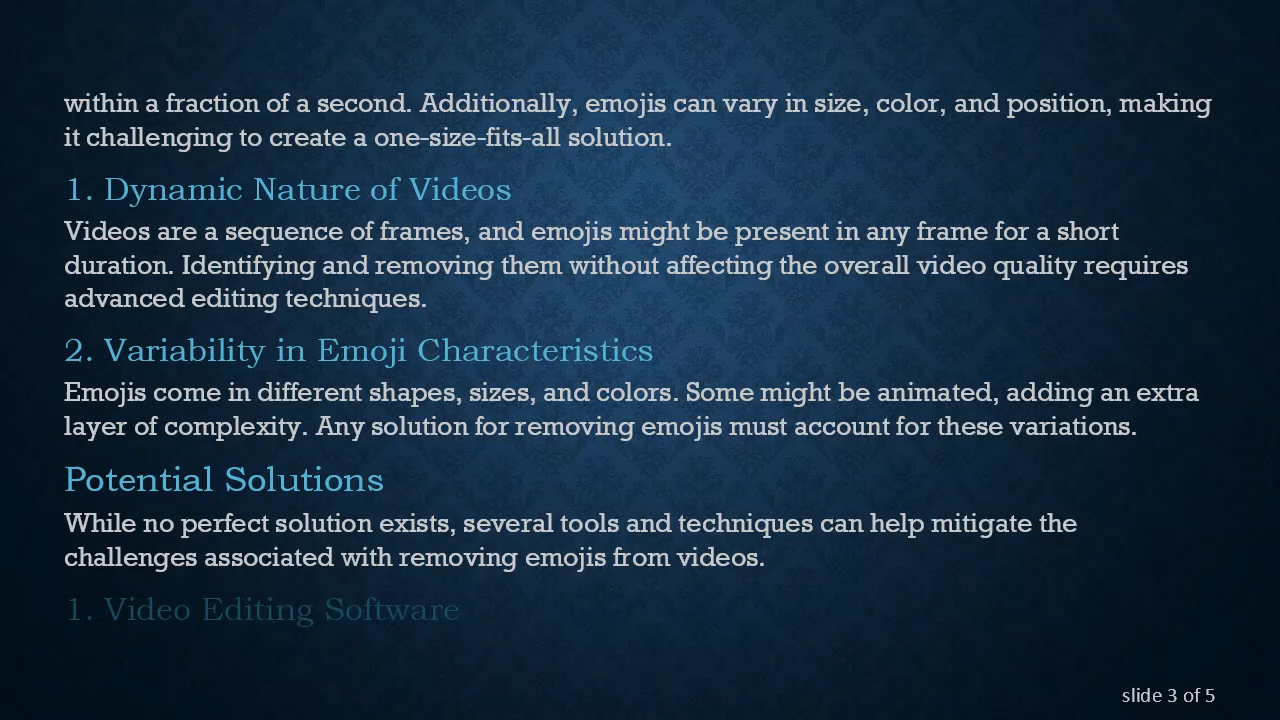 within a fraction of a second. Additionally, emojis can vary in size, color, and position, making
it challenging to create a one-size-fits-all solution.
1. Dynamic Nature of Videos
Videos are a sequence of frames, and emojis might be present in any frame for a short
duration. Identifying and removing them without affecting the overall video quality requires
advanced editing techniques.
2. Variability in Emoji Characteristics
Emojis come in different shapes, sizes, and colors. Some might be animated, adding an extra
layer of complexity. Any solution for removing emojis must account for these variations.
Potential Solutions
While no perfect solution exists, several tools and techniques can help mitigate the
challenges associated with removing emojis from videos.
1. Video Editing Software
slide 3 of 5